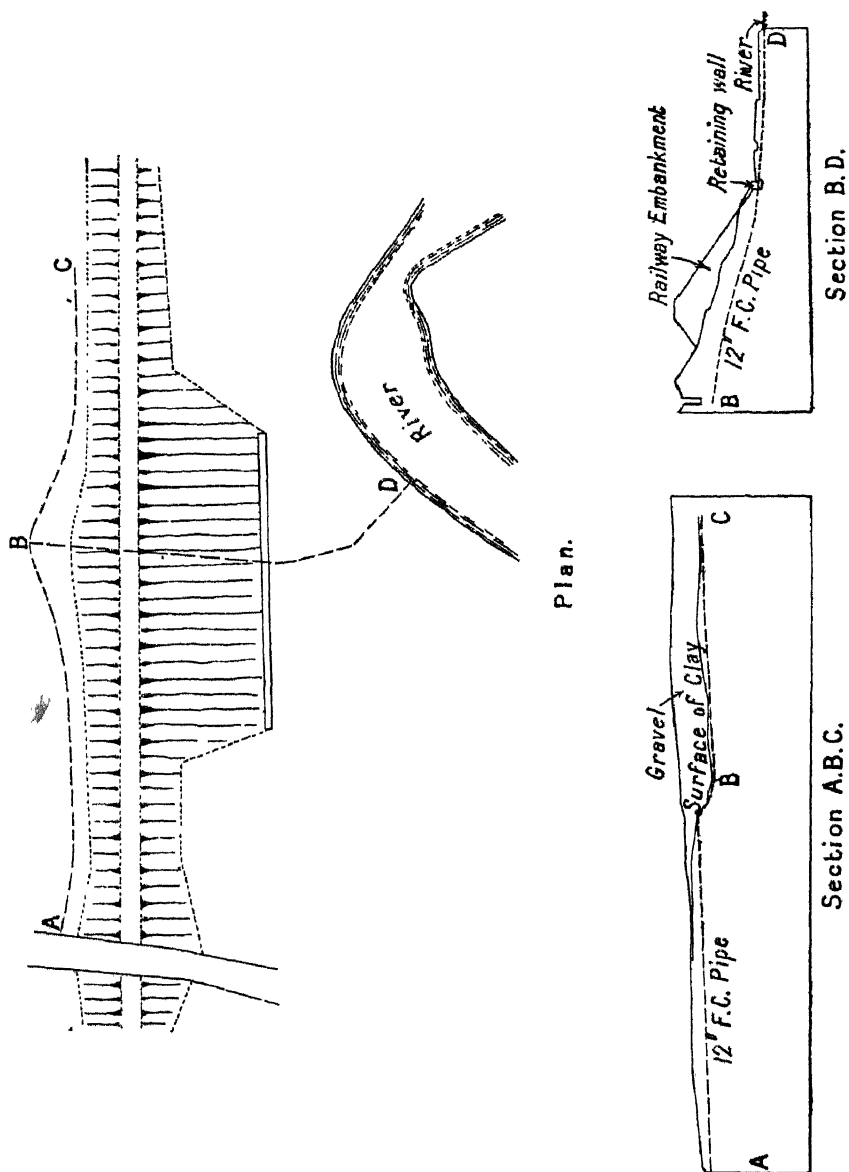 A
B
C
D
River
Plan.
Gravel
Surface of Clay
12" F.C. Pipe
A
B
C
Section A.B.C.
Railway Embankment
Retaining wall
River
12" F.C. Pipe
B
D
Section B.D.